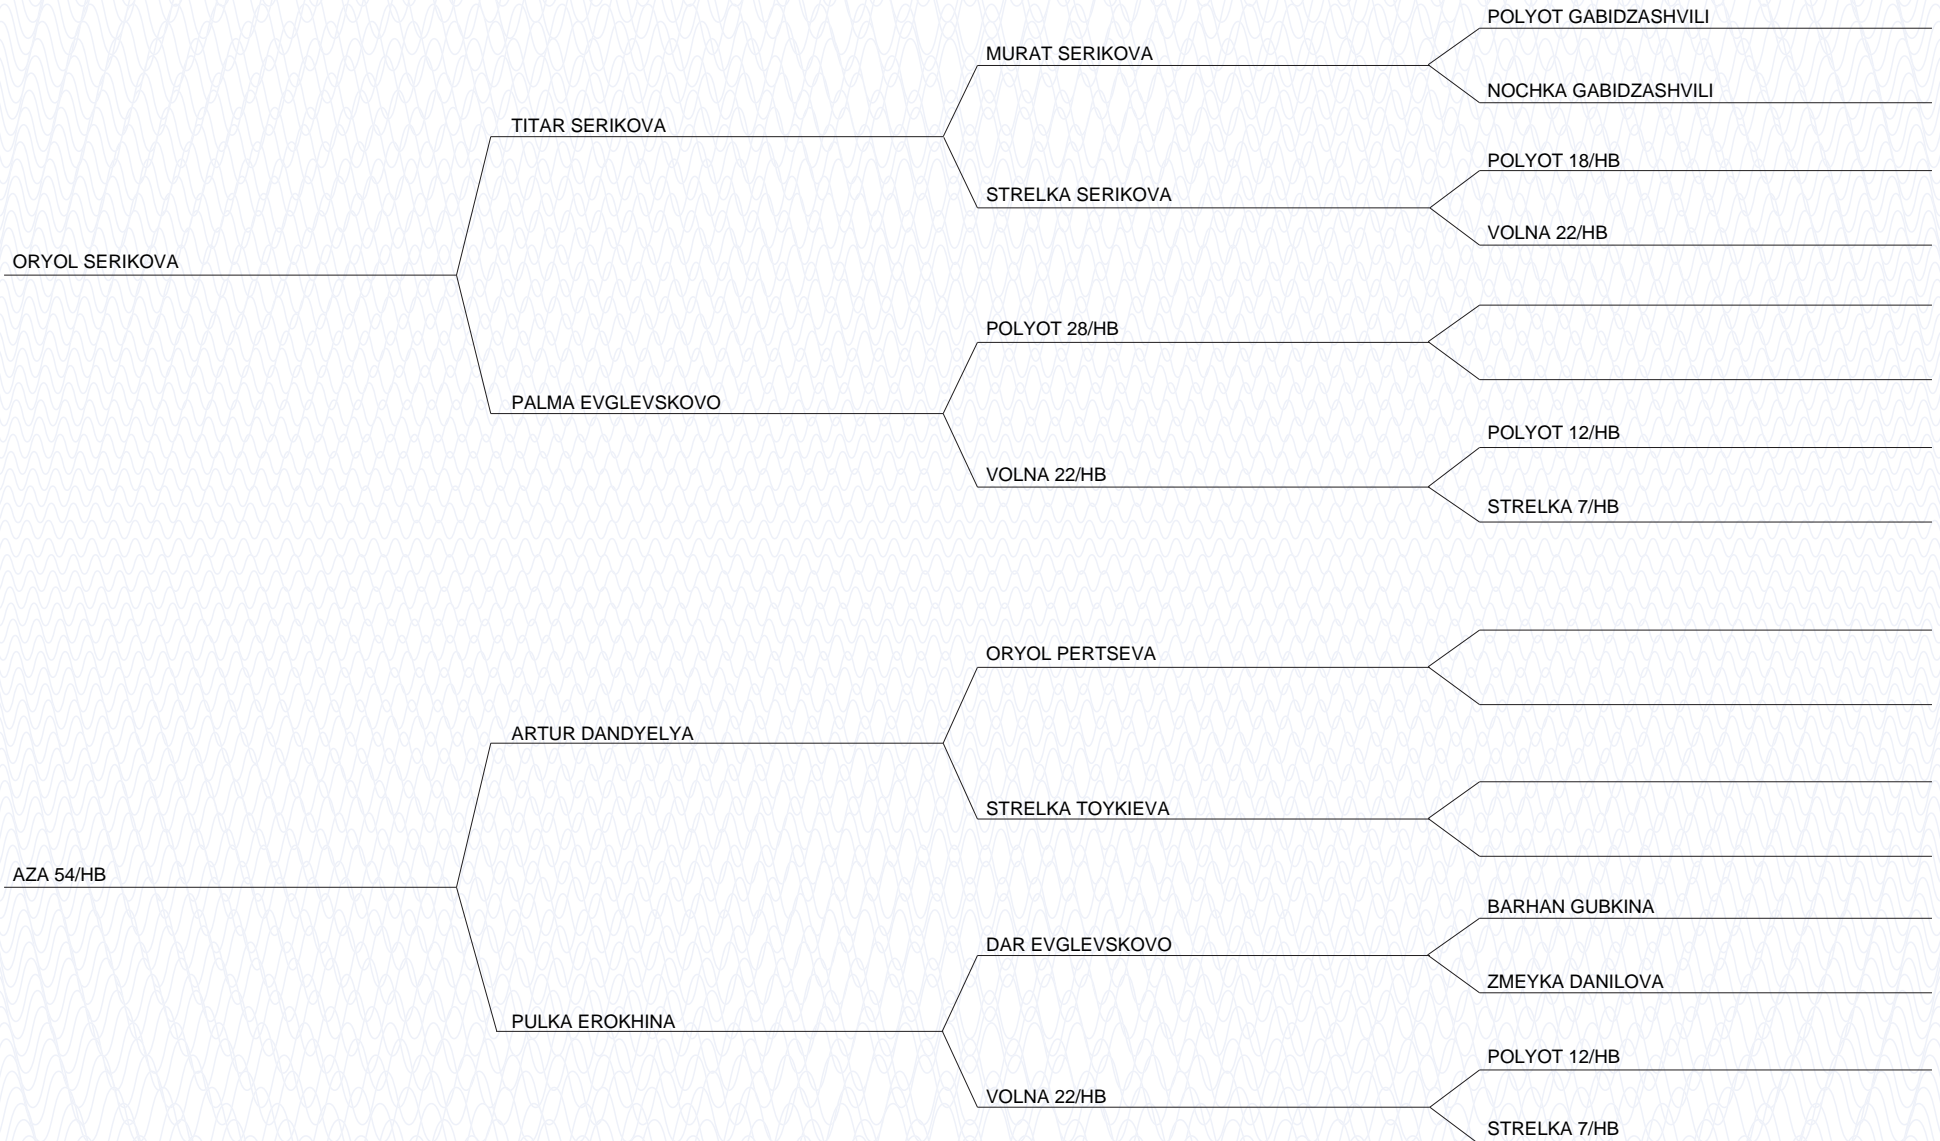 POLYOT GABIDZASHVILI
MURAT SERIKOVA
NOCHKA GABIDZASHVILI
TITAR SERIKOVA
POLYOT 18/HB
STRELKA SERIKOVA
VOLNA 22/HB
ORYOL SERIKOVA
POLYOT 28/HB
PALMA EVGLEVSKOVO
POLYOT 12/HB
VOLNA 22/HB
STRELKA 7/HB
ORYOL PERTSEVA
ARTUR DANDYELYA
STRELKA TOYKIEVA
AZA 54/HB
BARHAN GUBKINA
DAR EVGLEVSKOVO
ZMEYKA DANILOVA
PULKA EROKHINA
POLYOT 12/HB
VOLNA 22/HB
STRELKA 7/HB